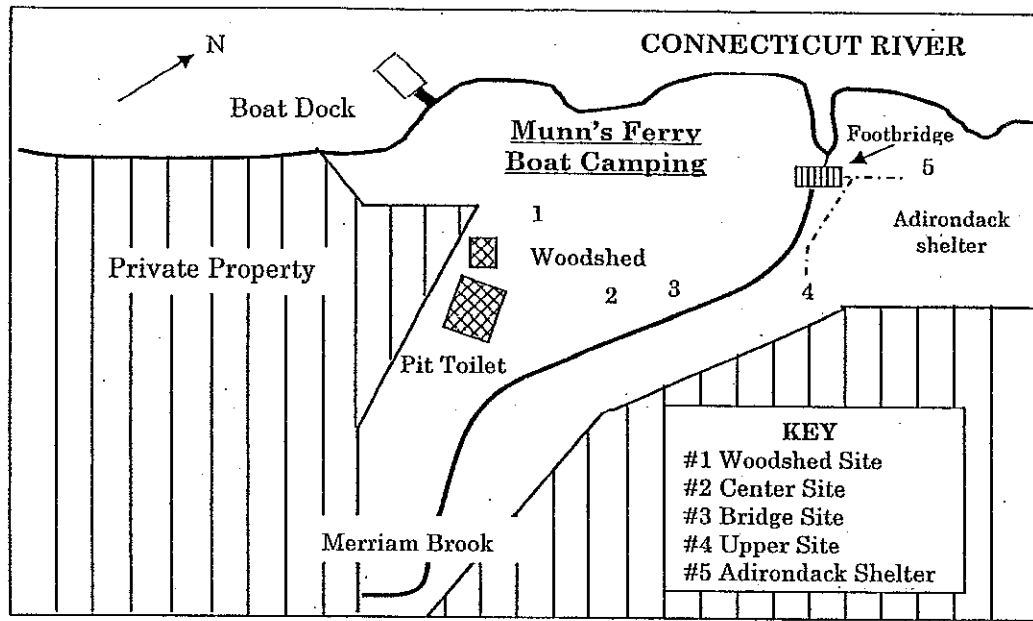 N
CONNECTICUT RIVER
Boat Dock
Munn's Ferry
Boat Camping
Footbridge
5
1
Adirondack
shelter
Woodshed
Private Property
2
3
4
Pit Toilet
KEY
#1 Woodshed Site
#2 Center Site
#3 Bridge Site
#4 Upper Site
#5 Adirondack Shelter
Merriam Brook